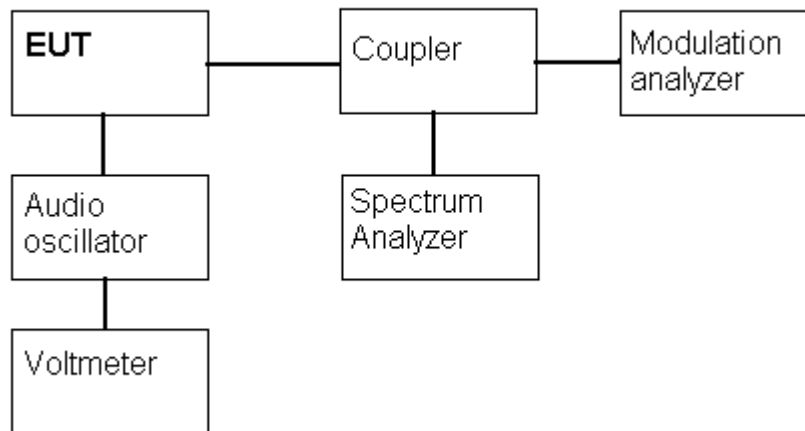 EUT
Coupler
Modulation
analyzer
Audio
oscillator
Spectrum
Analyzer
Voltmeter